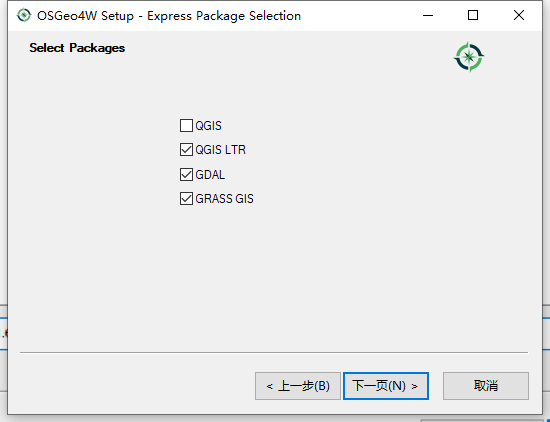 OSGeo4W Setup - Express Package Selection
Select Packages
QGIS
QGIS LTR
GDAL
GRASS GIS
< 上一步(B) 下一页(N) > 取消